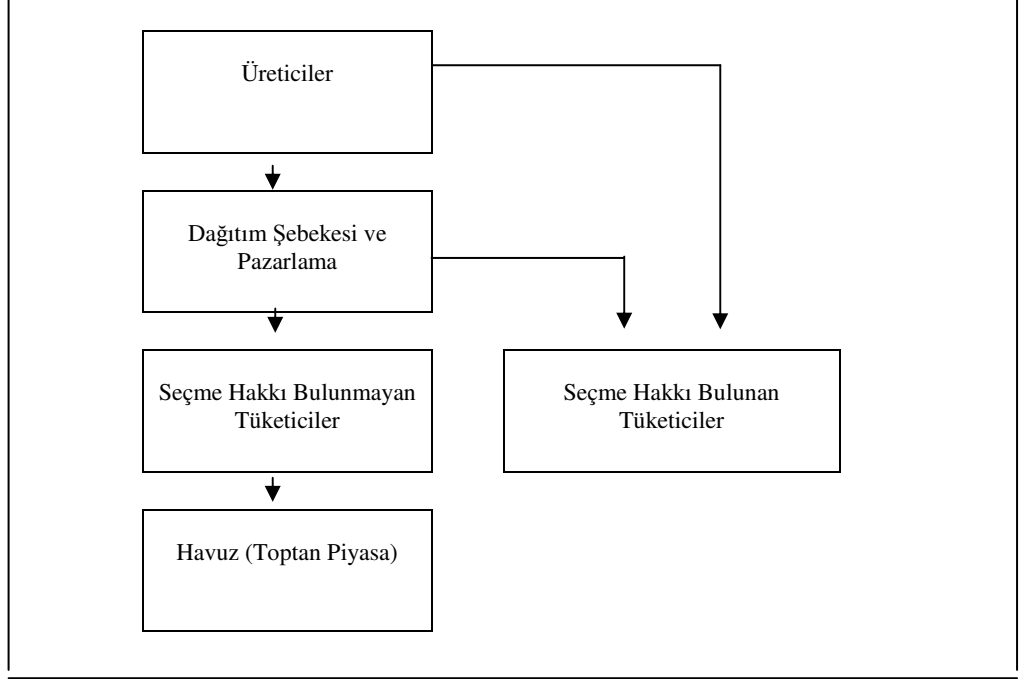 Üreticiler
Dağıtım Şebekesi ve
Pazarlama
Seçme Hakkı Bulunmayan
Tüketiciler
Seçme Hakkı Bulunan
Tüketiciler
Havuz (Toptan Piyasa)